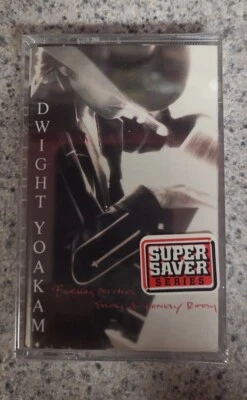 DWIGHT YOAKAM
SUPER
SAVER
SERIES
Buenas Noches
From A Lonely Room